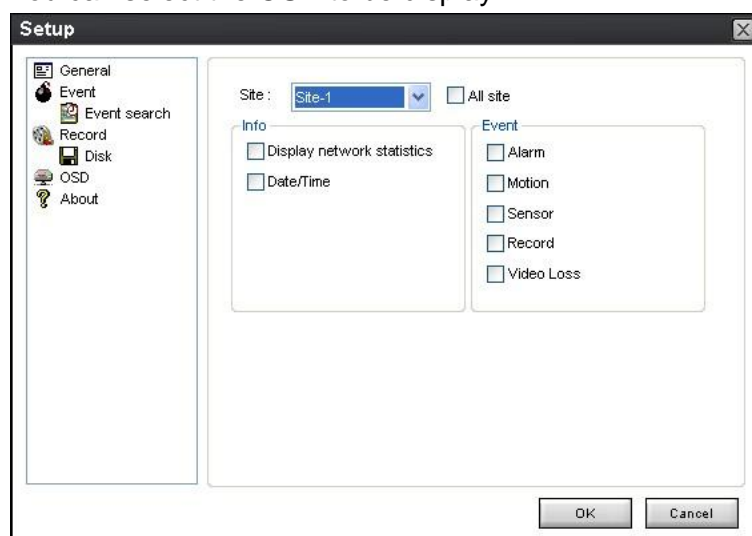 Setup
General
Event
Event search
Record
Disk
OSD
About
Site :
Site-1
All site
Info
Display network statistics
Date/Time
Event
Alarm
Motion
Sensor
Record
Video Loss
OK
Cancel